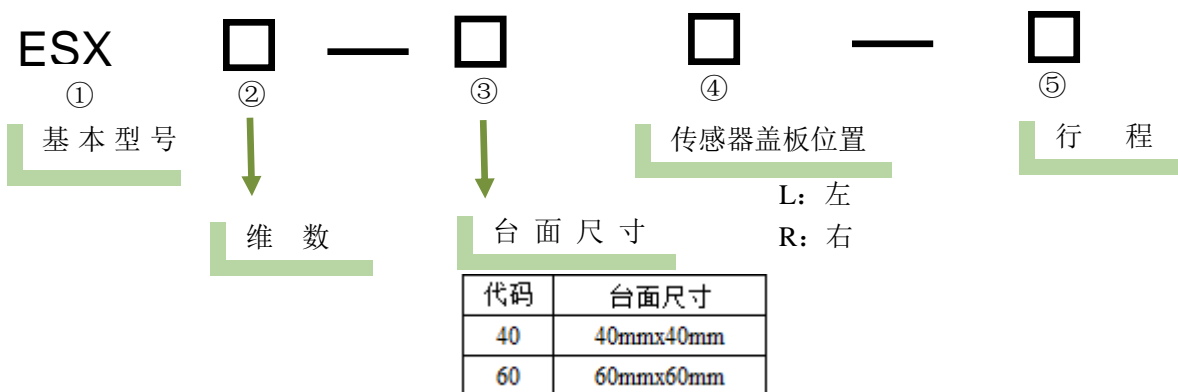 ESX □ — □ □ — □
① ② ③ ④ ⑤
基本型号 传感器盖板位置 行 程
L：左
维 数 台面尺寸 R：右
代码 台面尺寸
40 40mmx40mm
60 60mmx60mm